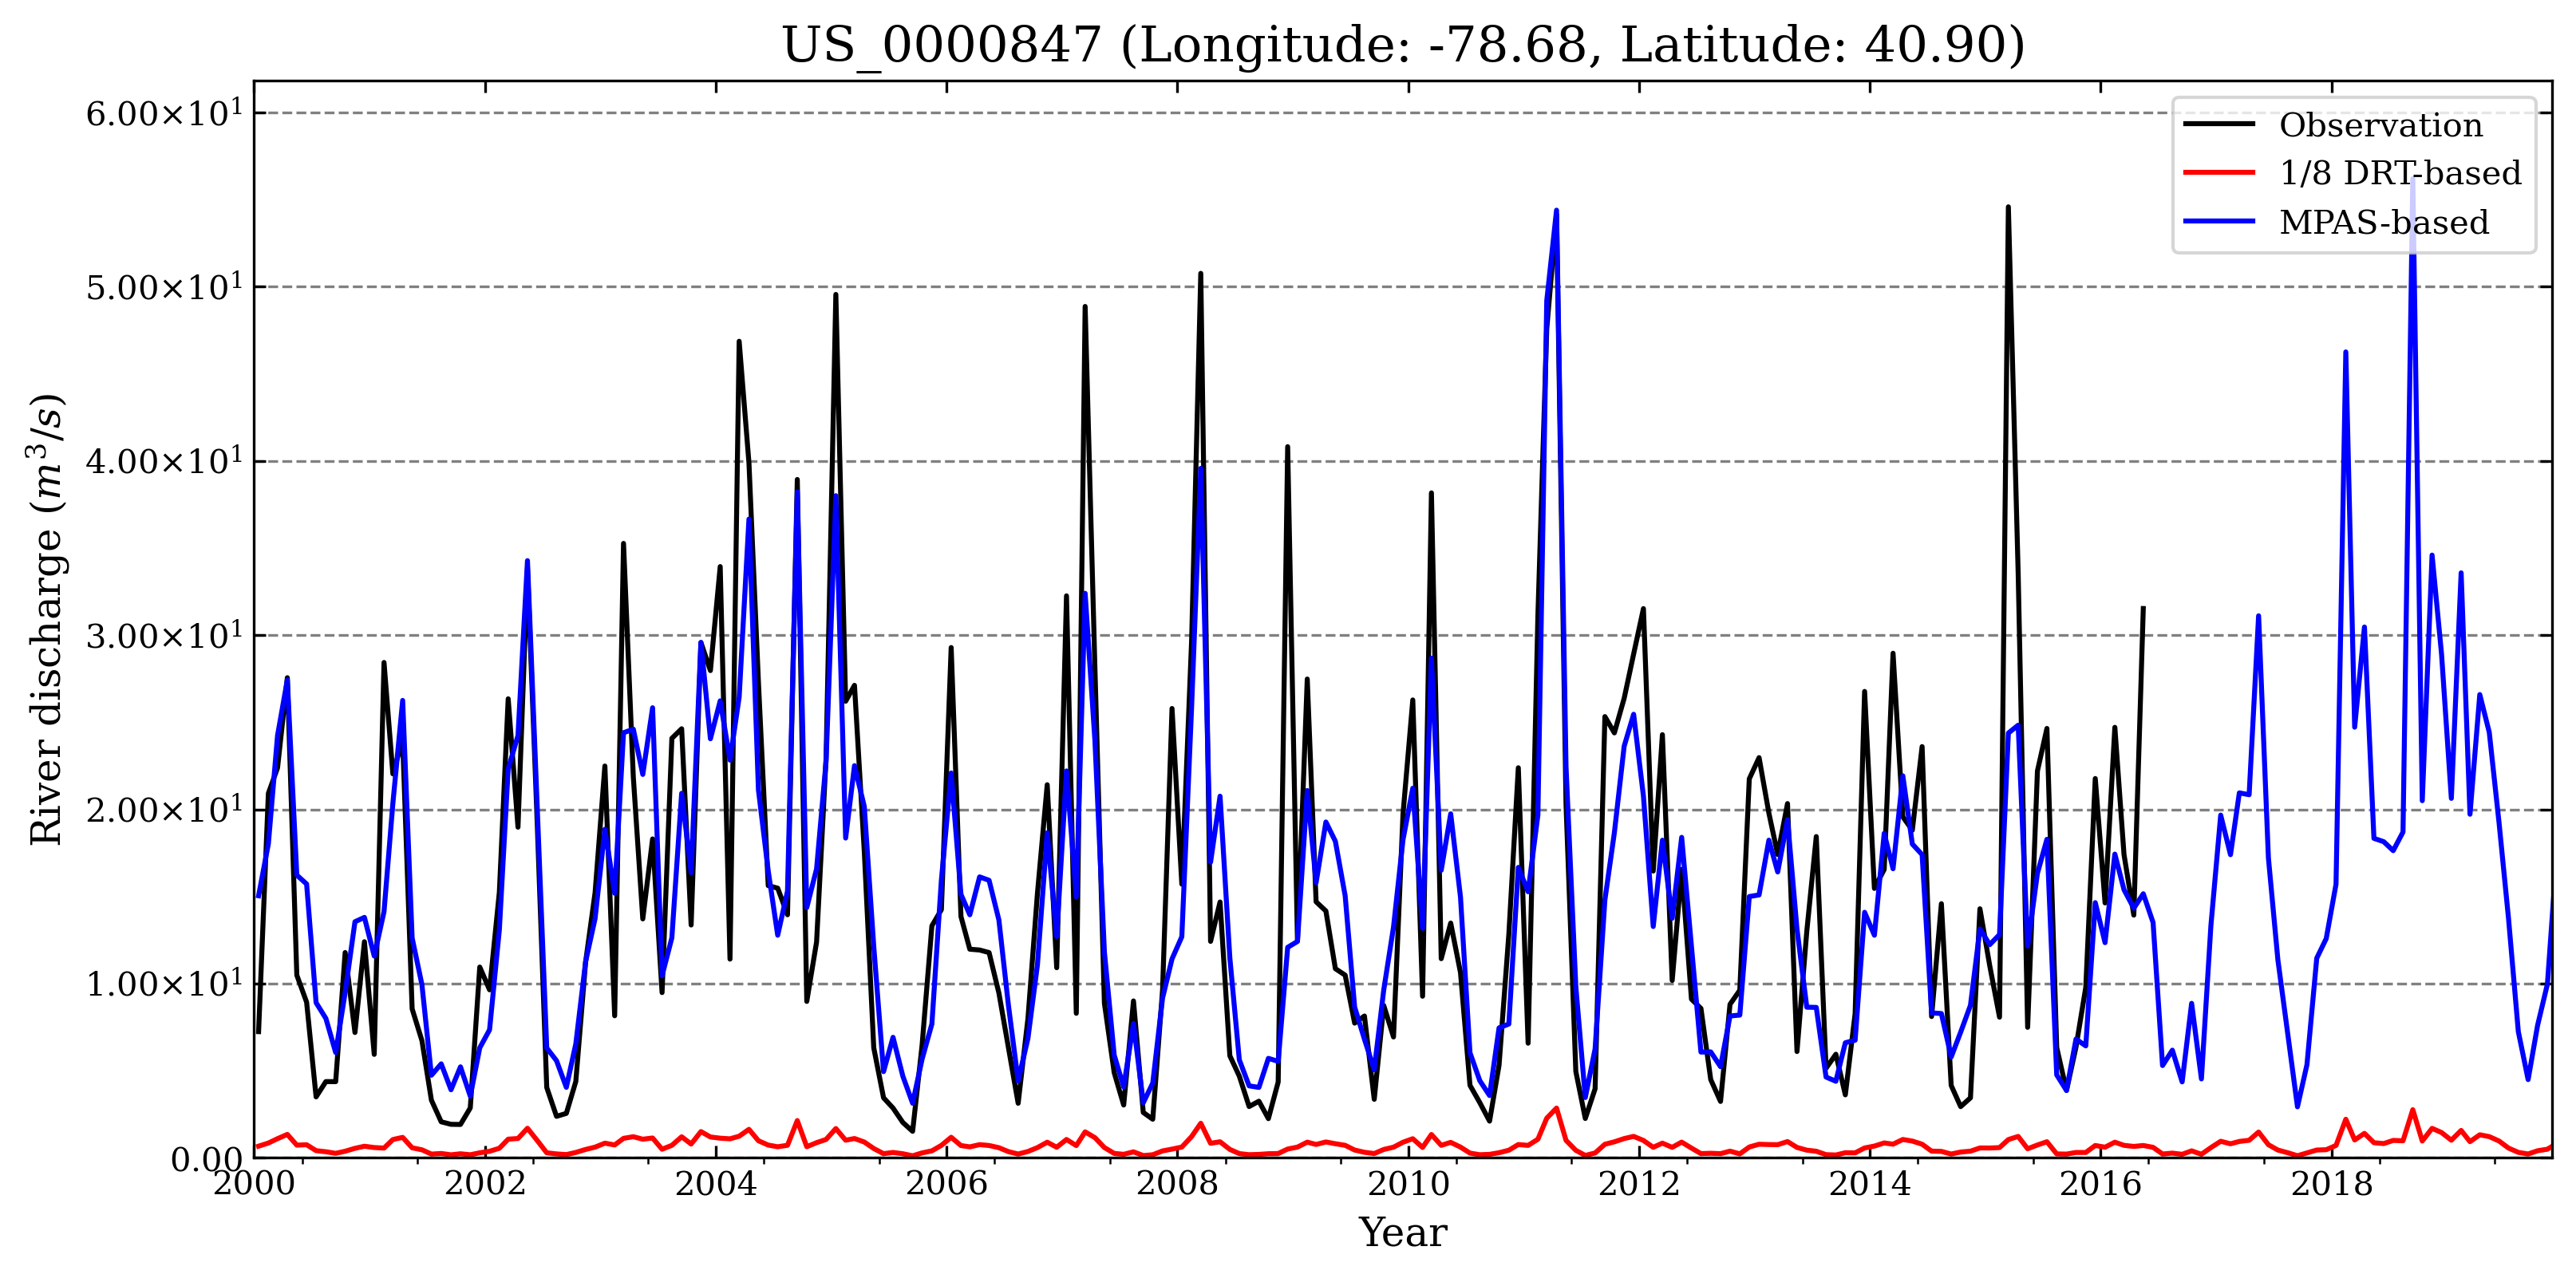 US_0000847 (Longitude: -78.68, Latitude: 40.90)
River discharge (m³/s)
6.00×10¹
5.00×10¹
4.00×10¹
3.00×10¹
2.00×10¹
1.00×10¹
0.00
Observation
1/8 DRT-based
MPAS-based
2000 2002 2004 2006 2008 2010 2012 2014 2016 2018
Year